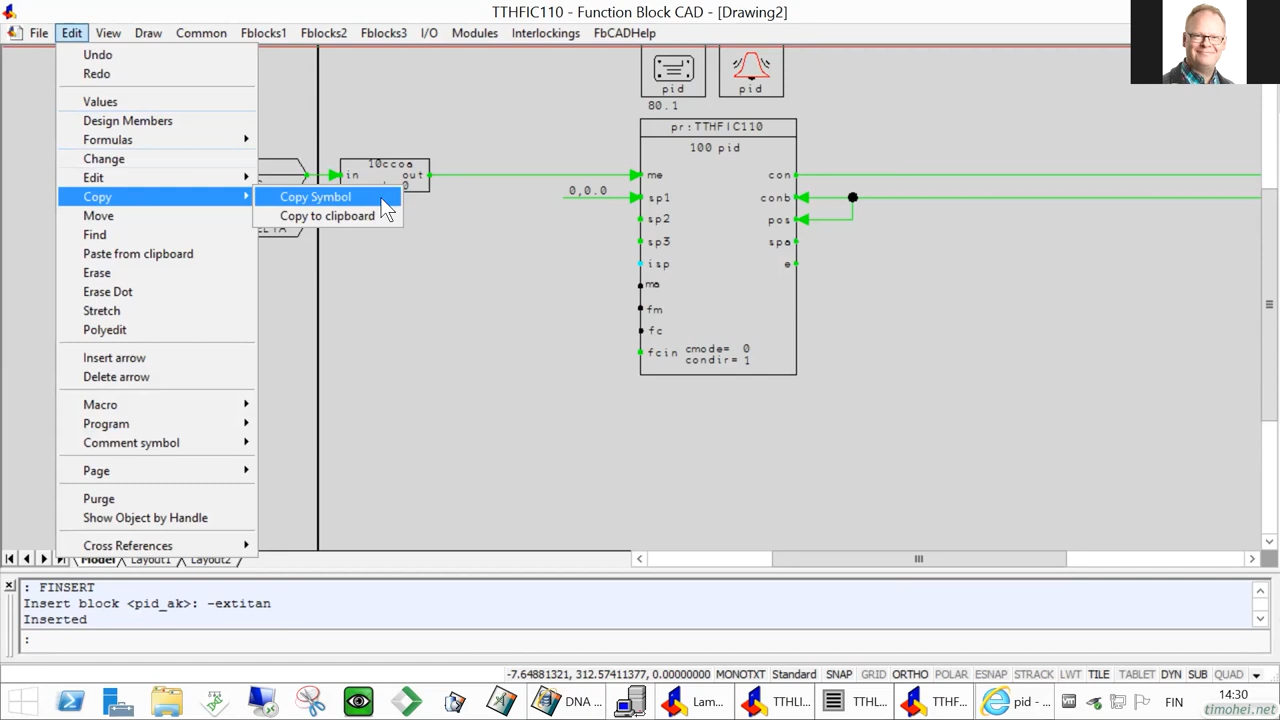 TTHFIC110 - Function Block CAD - [Drawing2]
File Edit View Draw Common Fblocks1 Fblocks2 Fblocks3 I/O Modules Interlockings FbCADHelp
Undo
Redo
Values
Design Members
Formulas
Change
Edit
Copy
Move
Find
Paste from clipboard
Erase
Erase Dot
Stretch
Polyedit
Insert arrow
Delete arrow
Macro
Program
Comment symbol
Page
Purge
Show Object by Handle
Cross References
Copy Symbol
Copy to clipboard
10ccoa
in out
0
pid
pid
80.1
pr:TTHFIC110
100 pid
me con
0,0.0
sp1 conb
sp2 pos
sp3 spa
isp e
ma
fm
fc
fcin
cmode= 0
condir= 1
Model Layout1 Layout2
: FINSERT
Insert block <pid_ak>: -extitan
Inserted
:
-7.64881321, 312.57411377, 0.00000000 MONOTXT Standard SNAP GRID ORTHO POLAR ESNAP STRACK LWT TILE TABLET DYN SUB QUAD
DNA ...
Lam...
TTHLI...
TTHL...
TTHF...
pid - ...
FIN
14:30
timohei.net